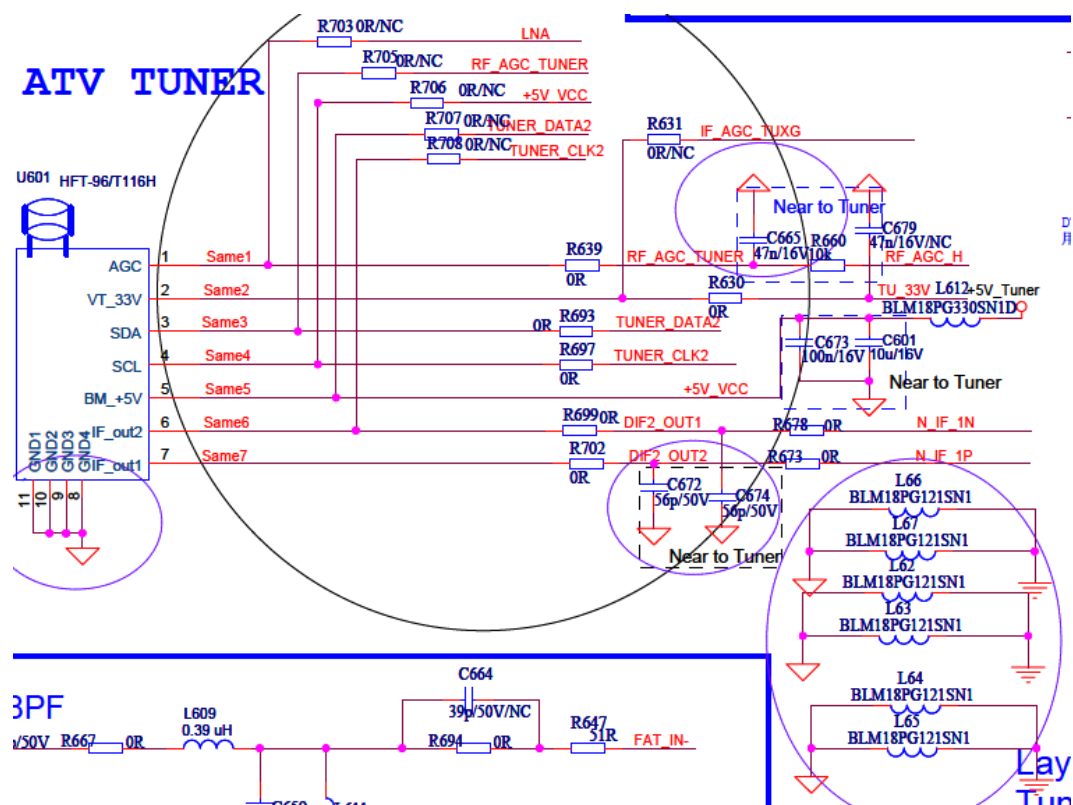 R703 0R/NC LNA
R705 0R/NC RF_AGC_TUNER
ATV TUNER
R706 0R/NC +5V_VCC
R707 0R/NC TUNER_DATA2
R708 0R/NC TUNER_CLK2
R631 IF_AGC_TUXG
0R/NC
U601 HFT-96/T116H
Near to Tuner
C665 47n/16V
C679 47n/16V/NC
AGC 1 Same1 R639 0R RF_AGC_TUNER R660 10k RF_AGC_H
VT_33V 2 Same2 R630 0R TU_33V
L612 +5V_Tuner
BLM18PG330SN1D
SDA 3 Same3 0R R693 TUNER_DATA2
C673 100n/16V
C601 10u/16V
SCL 4 Same4 R697 0R TUNER_CLK2
Near to Tuner
BM_+5V 5 Same5 +5V_VCC
IF_out2 6 Same6 R699 0R DIF2_OUT1 R678 0R N_IF_1N
IF_out1 7 Same7 R702 0R DIF2_OUT2 R673 0R N_IF_1P
GND1 GND2 GND3 GND4
11 10 9 8
C672 56p/50V
C674 56p/50V
Near to Tuner
L66
BLM18PG121SN1
L67
BLM18PG121SN1
L62
BLM18PG121SN1
L63
BLM18PG121SN1
L64
BLM18PG121SN1
L65
BLM18PG121SN1
C664
39p/50V/NC
L609
0.39 uH
R667 0R
R694 0R
R647
51R
FAT_IN-